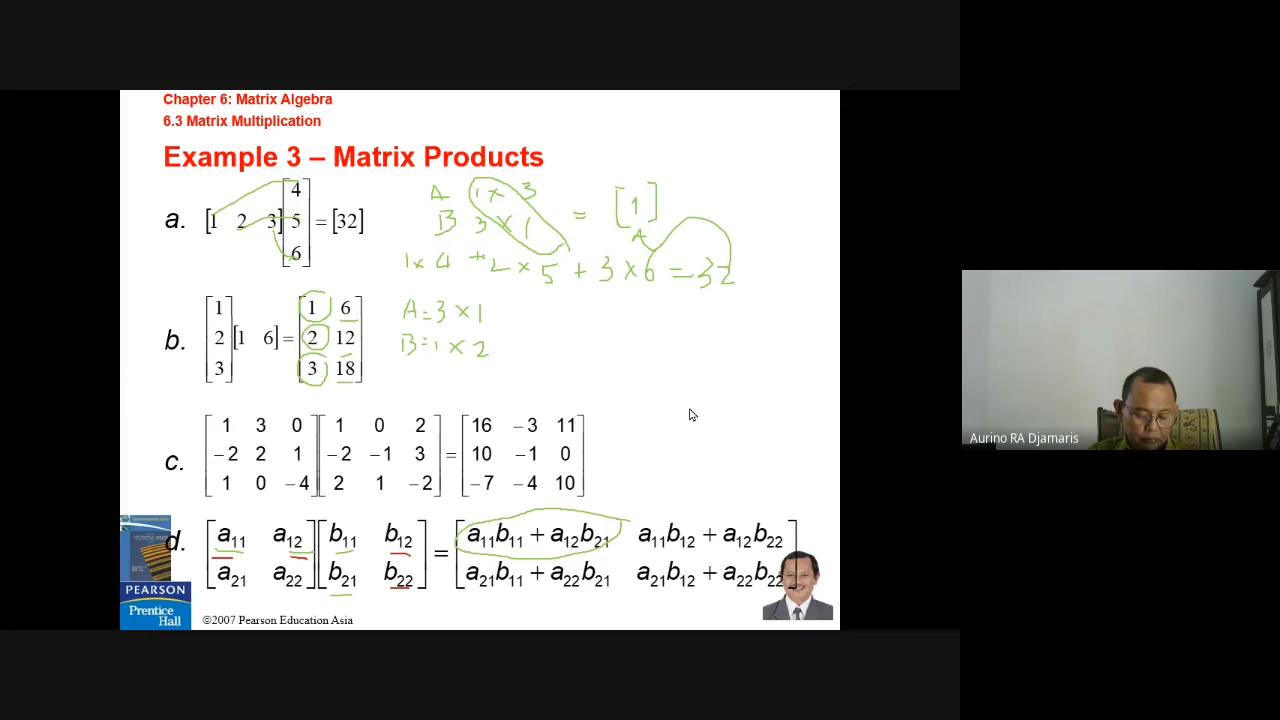 Chapter 6: Matrix Algebra
6.3 Matrix Multiplication
Example 3 – Matrix Products
a. [1 2 3] [4 5 6] = [32]
A 1 × 3
B 3 × 1 = [1]
1 × 4 + 2 × 5 + 3 × 6 = 32
b. [1 2 3] [1 6] =
1 6
2 12
3 18
A = 3 × 1
B = 1 × 2
c.
1 3 0 1 0 2 16 – 3 11
– 2 2 1 – 2 – 1 3 = 10 – 1 0
1 0 – 4 2 1 – 2 – 7 – 4 10
d.
a11 a12 b11 b12 = a11b11 + a12b21 a11b12 + a12b22
a21 a22 b21 b22 a21b11 + a22b21 a21b12 + a22b22
PEARSON
Prentice
Hall
©2007 Pearson Education Asia
Aurino RA Djamaris